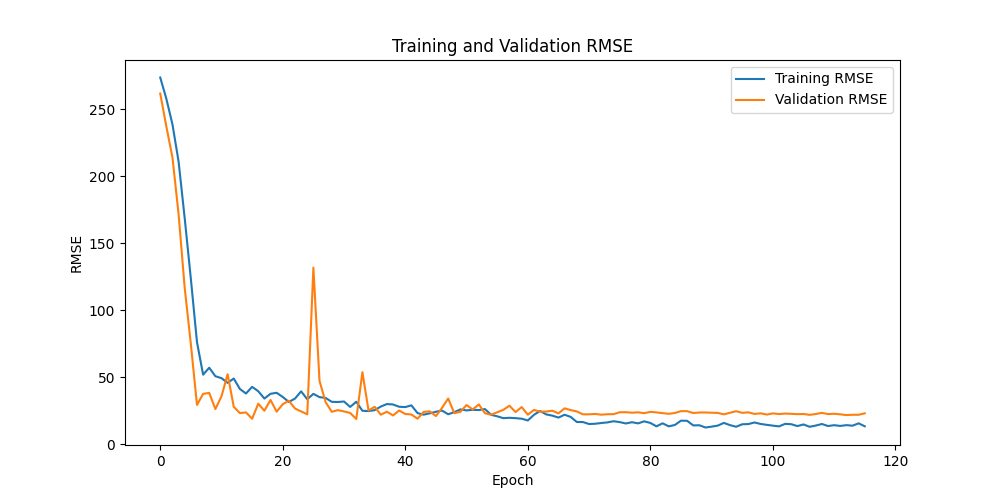 Training and Validation RMSE
Training RMSE
Validation RMSE
250
200
150
100
50
0
RMSE
0 20 40 60 80 100 120
Epoch